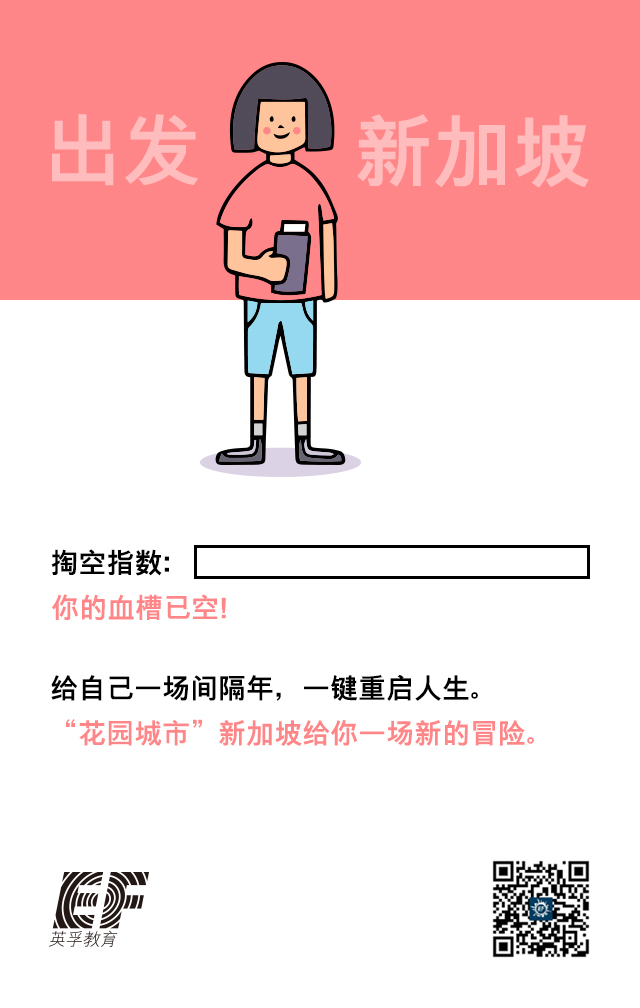 出发 新加坡
掏空指数:
你的血槽已空!
给自己一场间隔年，一键重启人生。
“花园城市”新加坡给你一场新的冒险。
EF
英孚教育